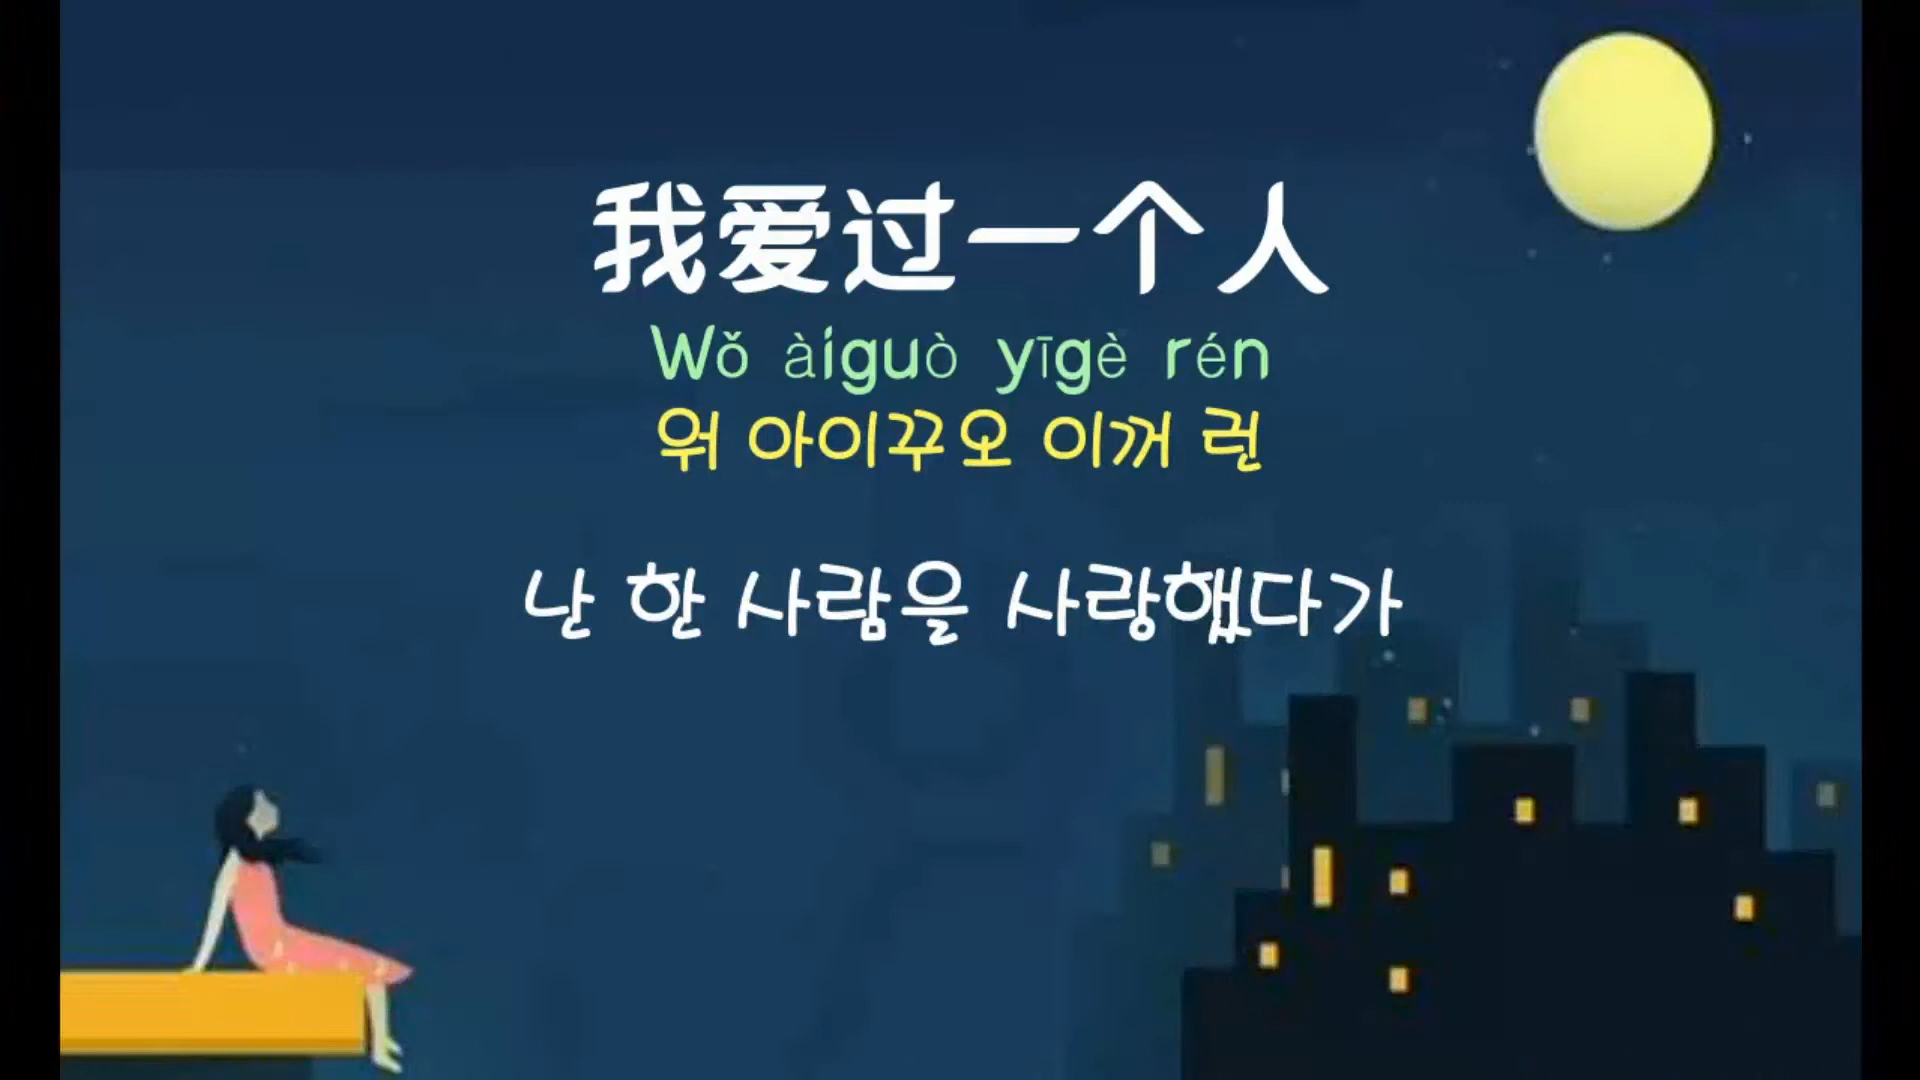 我爱过一个人
Wǒ àiguò yīgè rén
워 아이꾸오 이꺼 런
난 한 사람을 사랑했다가